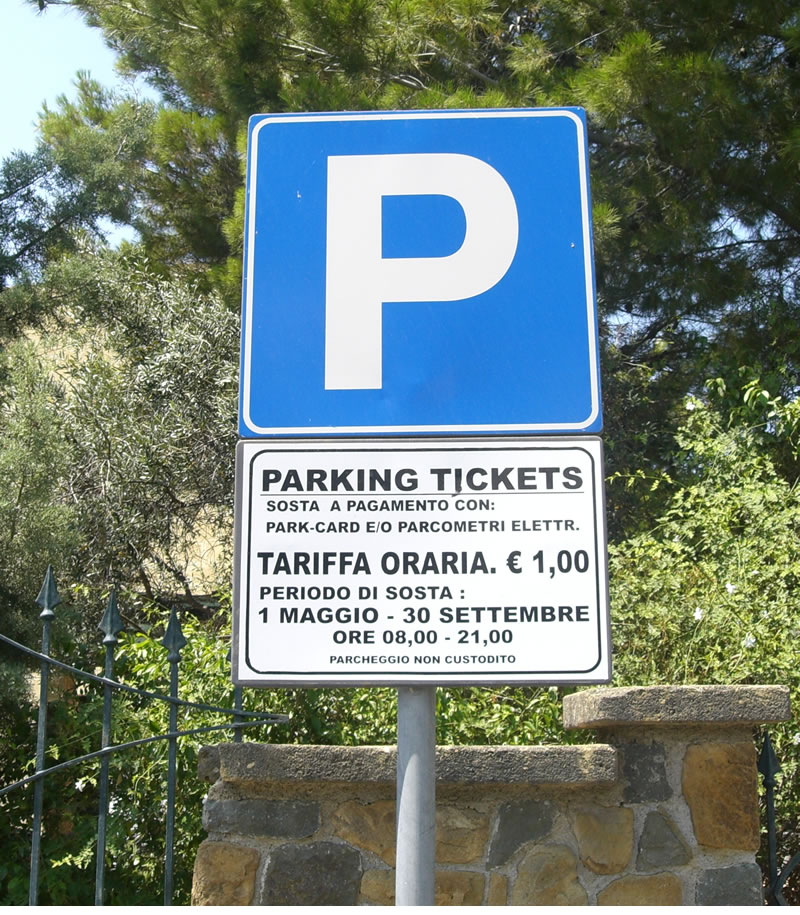 P
PARKING TICKETS
SOSTA A PAGAMENTO CON:
PARK-CARD E/O PARCOMETRI ELETTR.
TARIFFA ORARIA. € 1,00
PERIODO DI SOSTA :
1 MAGGIO - 30 SETTEMBRE
ORE 08,00 - 21,00
PARCHEGGIO NON CUSTODITO